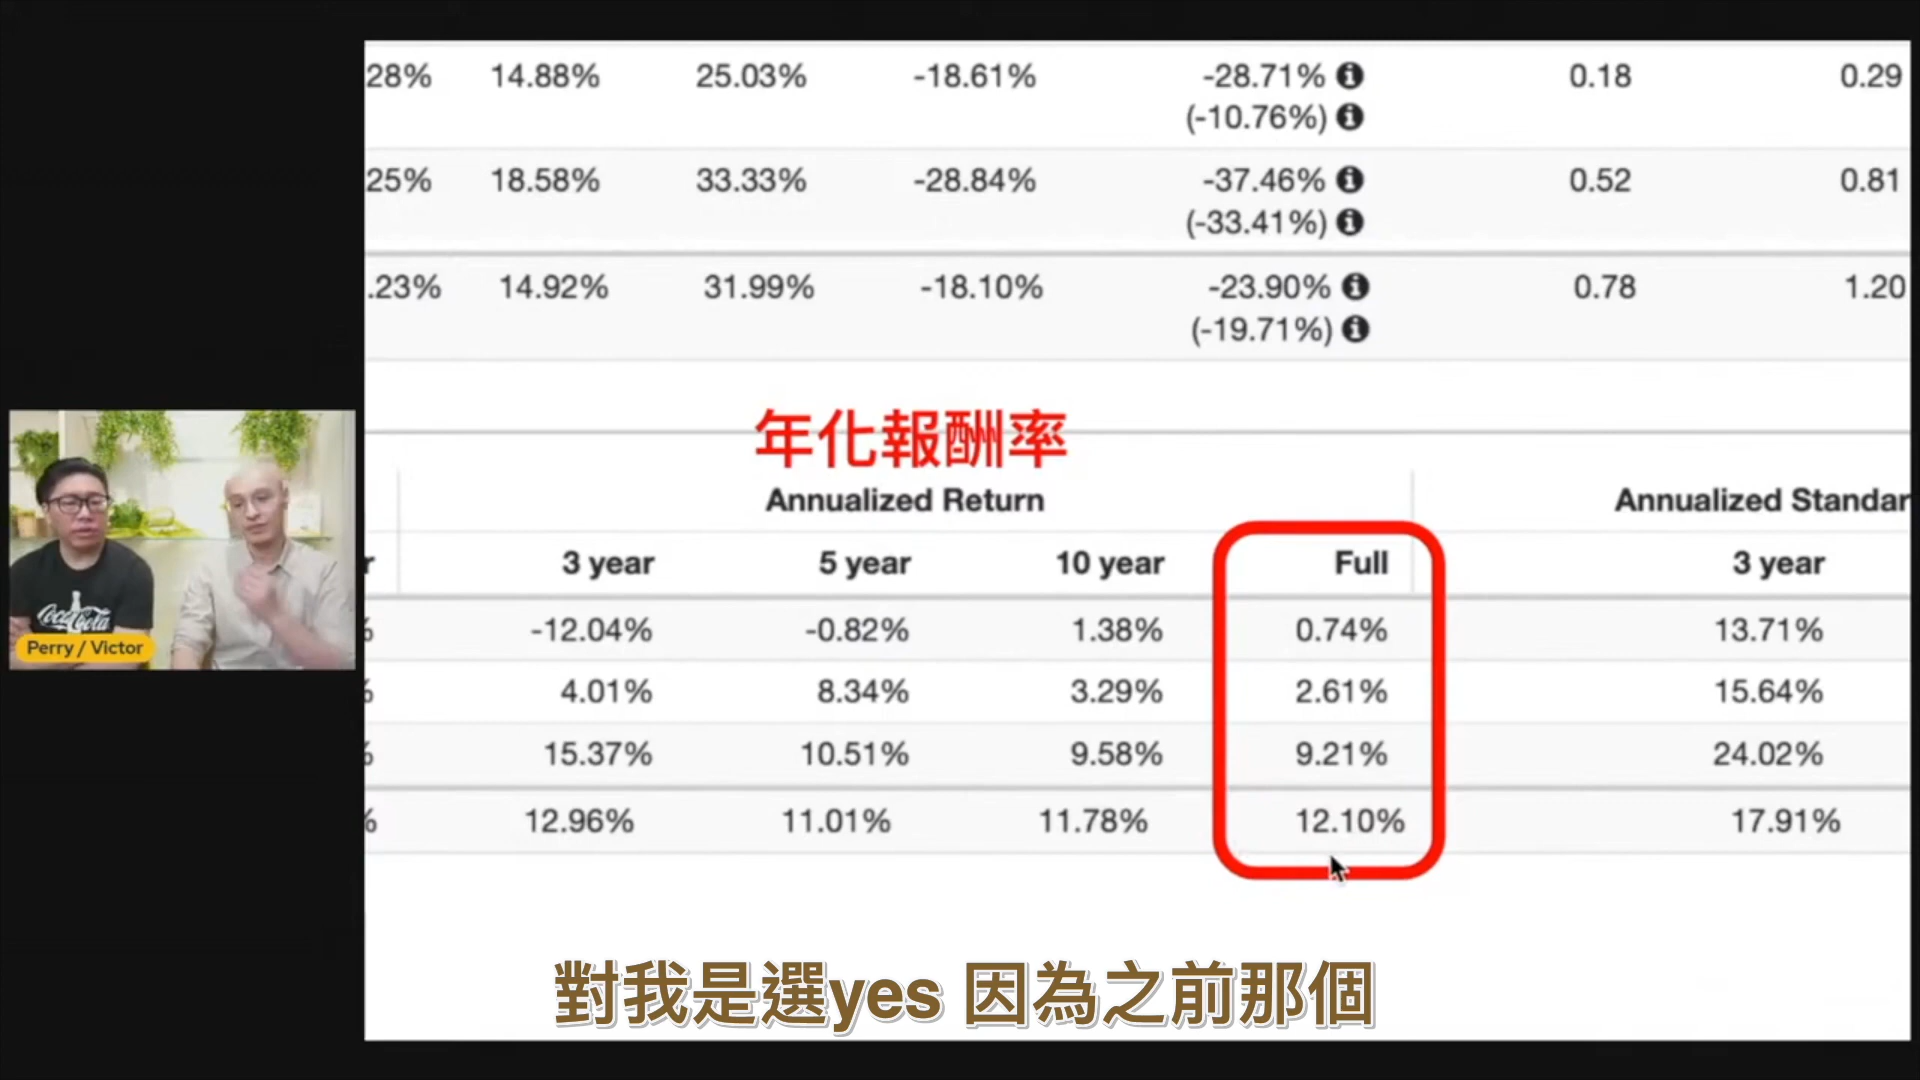 28% 14.88% 25.03% -18.61% -28.71% 0.18 0.29
(-10.76%)
25% 18.58% 33.33% -28.84% -37.46% 0.52 0.81
(-33.41%)
.23% 14.92% 31.99% -18.10% -23.90% 0.78 1.20
(-19.71%)
年化報酬率
Annualized Return Annualized Standar
r 3 year 5 year 10 year Full 3 year
% -12.04% -0.82% 1.38% 0.74% 13.71%
% 4.01% 8.34% 3.29% 2.61% 15.64%
% 15.37% 10.51% 9.58% 9.21% 24.02%
% 12.96% 11.01% 11.78% 12.10% 17.91%
Coca-Cola
Perry / Victor
對我是選yes 因為之前那個